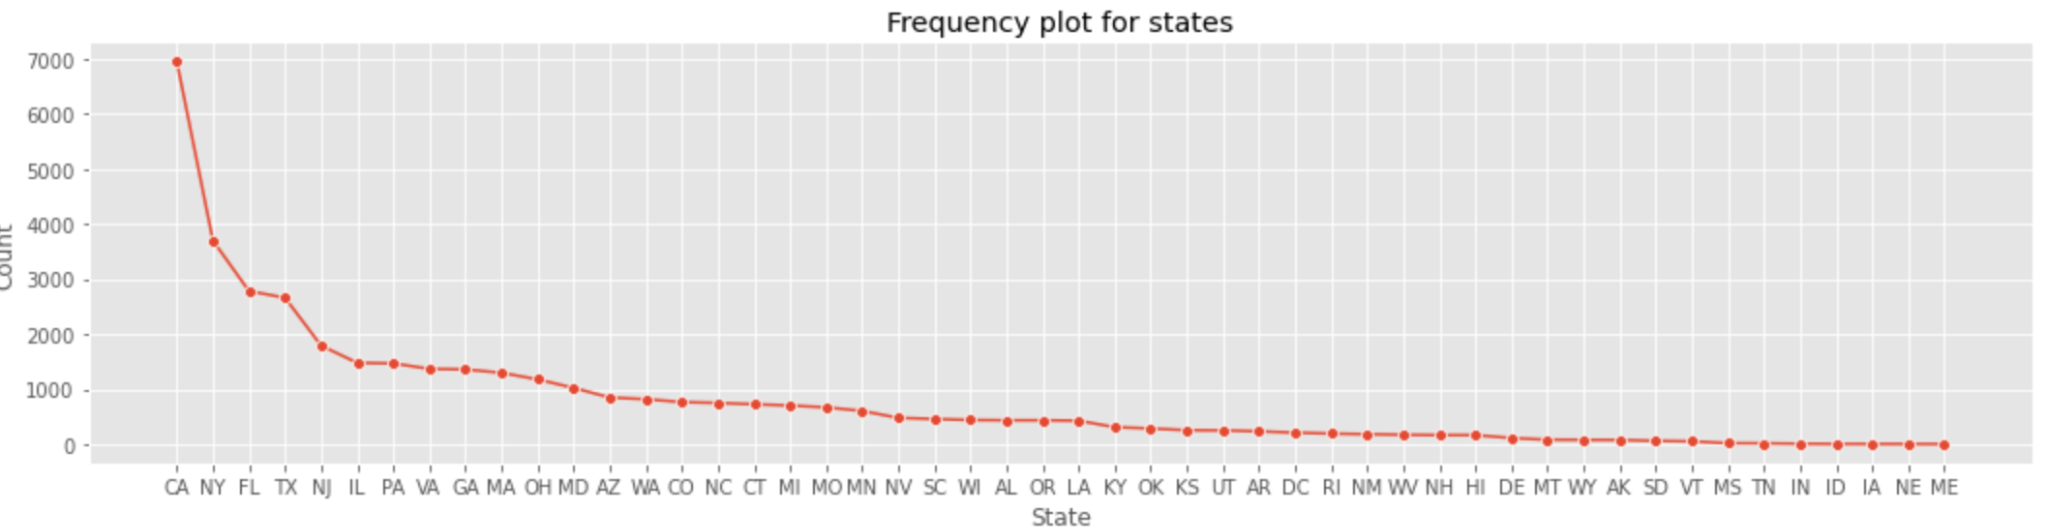 Frequency plot for states
7000
6000
5000
4000
3000
2000
1000
0
Count
CA NY FL TX NJ IL PA VA GA MA OH MD AZ WA CO NC CT MI MO MN NV SC WI AL OR LA KY OK KS UT AR DC RI NM WV NH HI DE MT WY AK SD VT MS TN IN ID IA NE ME
State